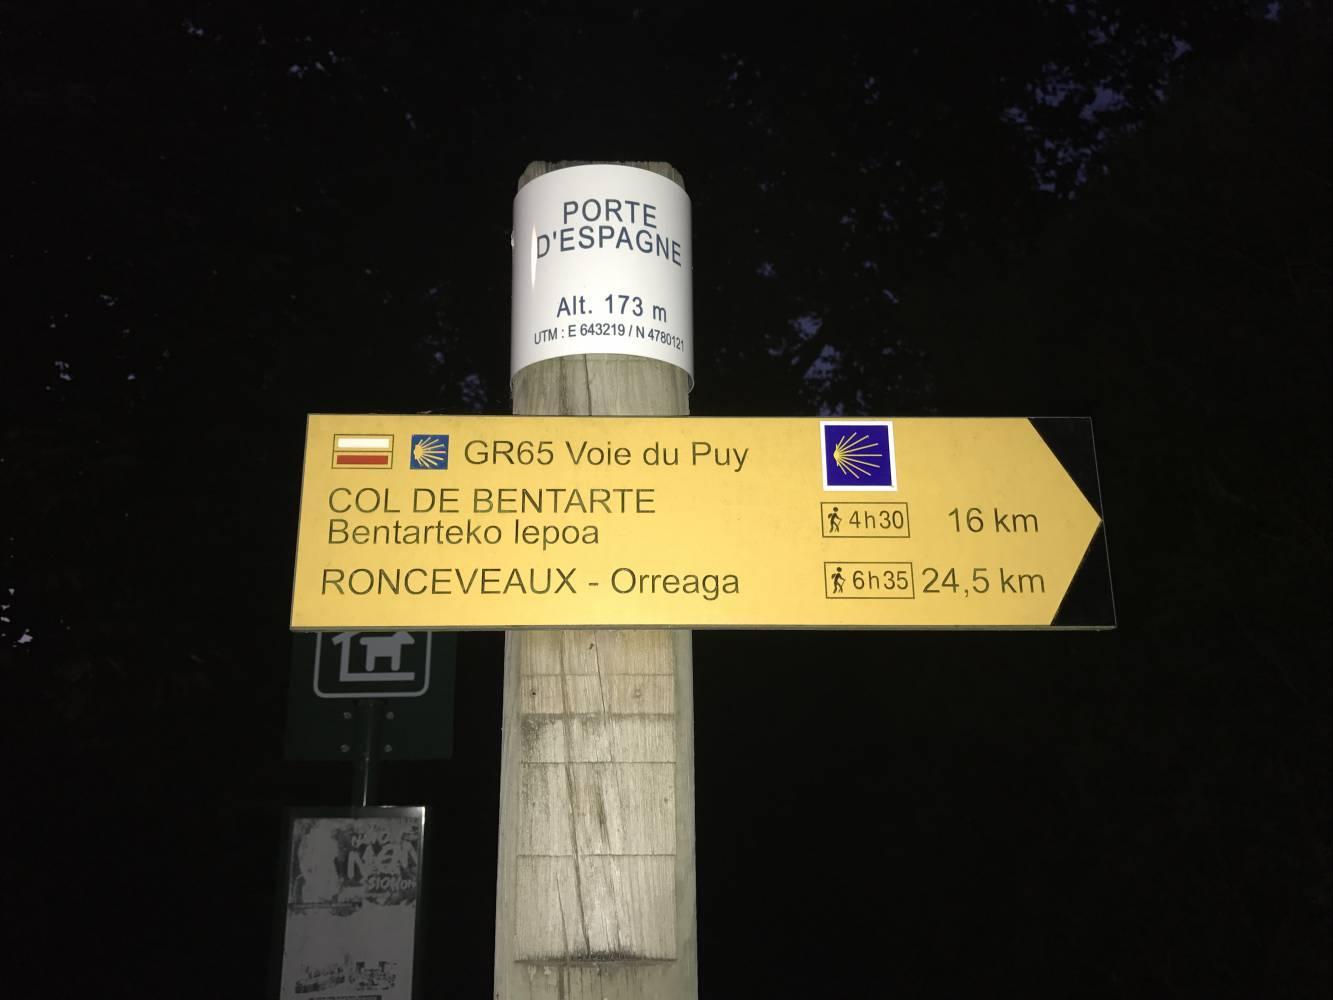 PORTE
D'ESPAGNE
Alt. 173 m
UTM : E 643219 / N 4780121
GR65 Voie du Puy
COL DE BENTARTE
Bentarteko lepoa
4h30 16 km
RONCEVEAUX - Orreaga 6h35 24,5 km